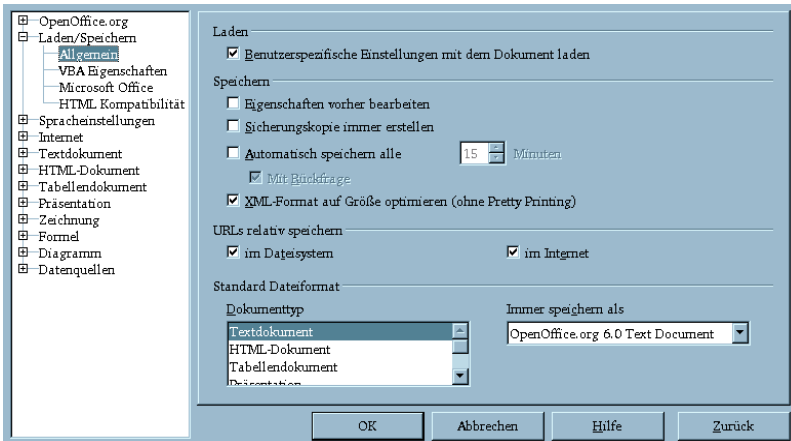 OpenOffice.org
Laden/Speichern
Allgemein
VBA Eigenschaften
Microsoft Office
HTML Kompatibilität
Spracheinstellungen
Internet
Textdokument
HTML-Dokument
Tabellendokument
Präsentation
Zeichnung
Formel
Diagramm
Datenquellen
Laden
Benutzerspezifische Einstellungen mit dem Dokument laden
Speichern
Eigenschaften vorher bearbeiten
Sicherungskopie immer erstellen
Automatisch speichern alle 15 Minuten
Mit Rückfrage
XML-Format auf Größe optimieren (ohne Pretty Printing)
URLs relativ speichern
im Dateisystem im Internet
Standard Dateiformat
Dokumenttyp
Textdokument
HTML-Dokument
Tabellendokument
Präsentation
Immer speichern als
OpenOffice.org 6.0 Text Document
OK Abbrechen Hilfe Zurück